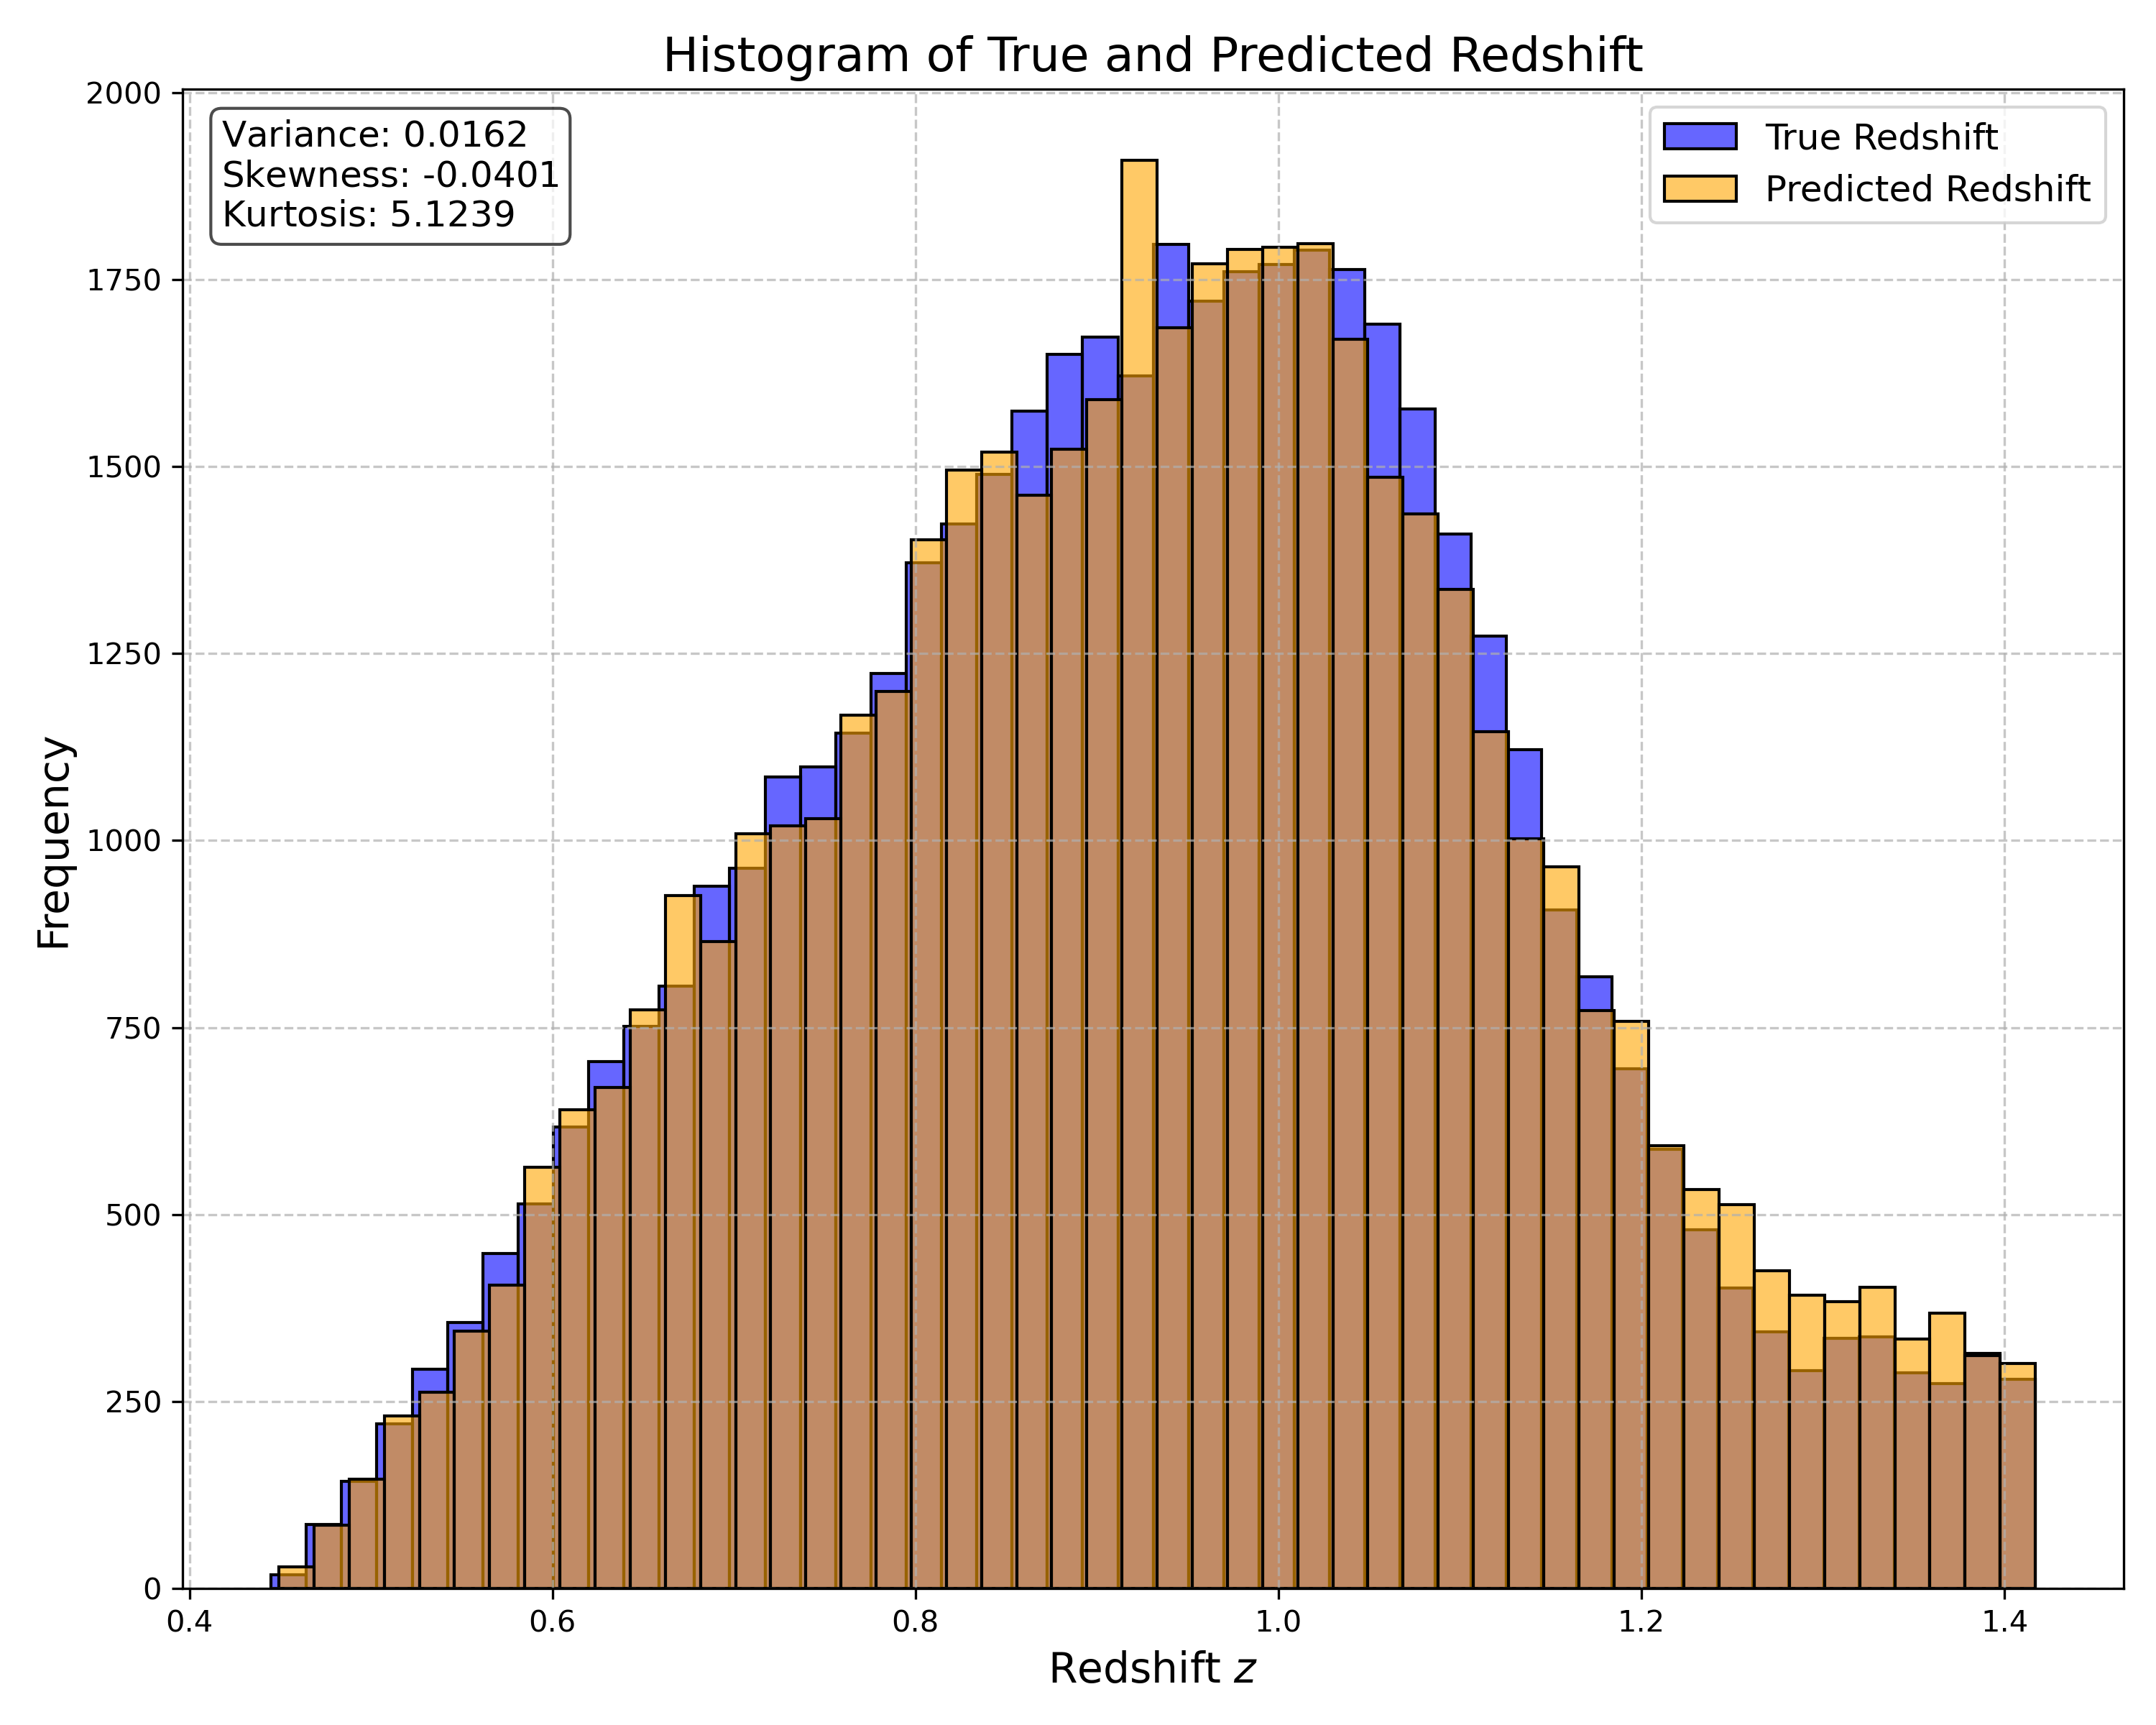 Histogram of True and Predicted Redshift
Variance: 0.0162
Skewness: -0.0401
Kurtosis: 5.1239
True Redshift
Predicted Redshift
Frequency
2000
1750
1500
1250
1000
750
500
250
0
0.4 0.6 0.8 1.0 1.2 1.4
Redshift z